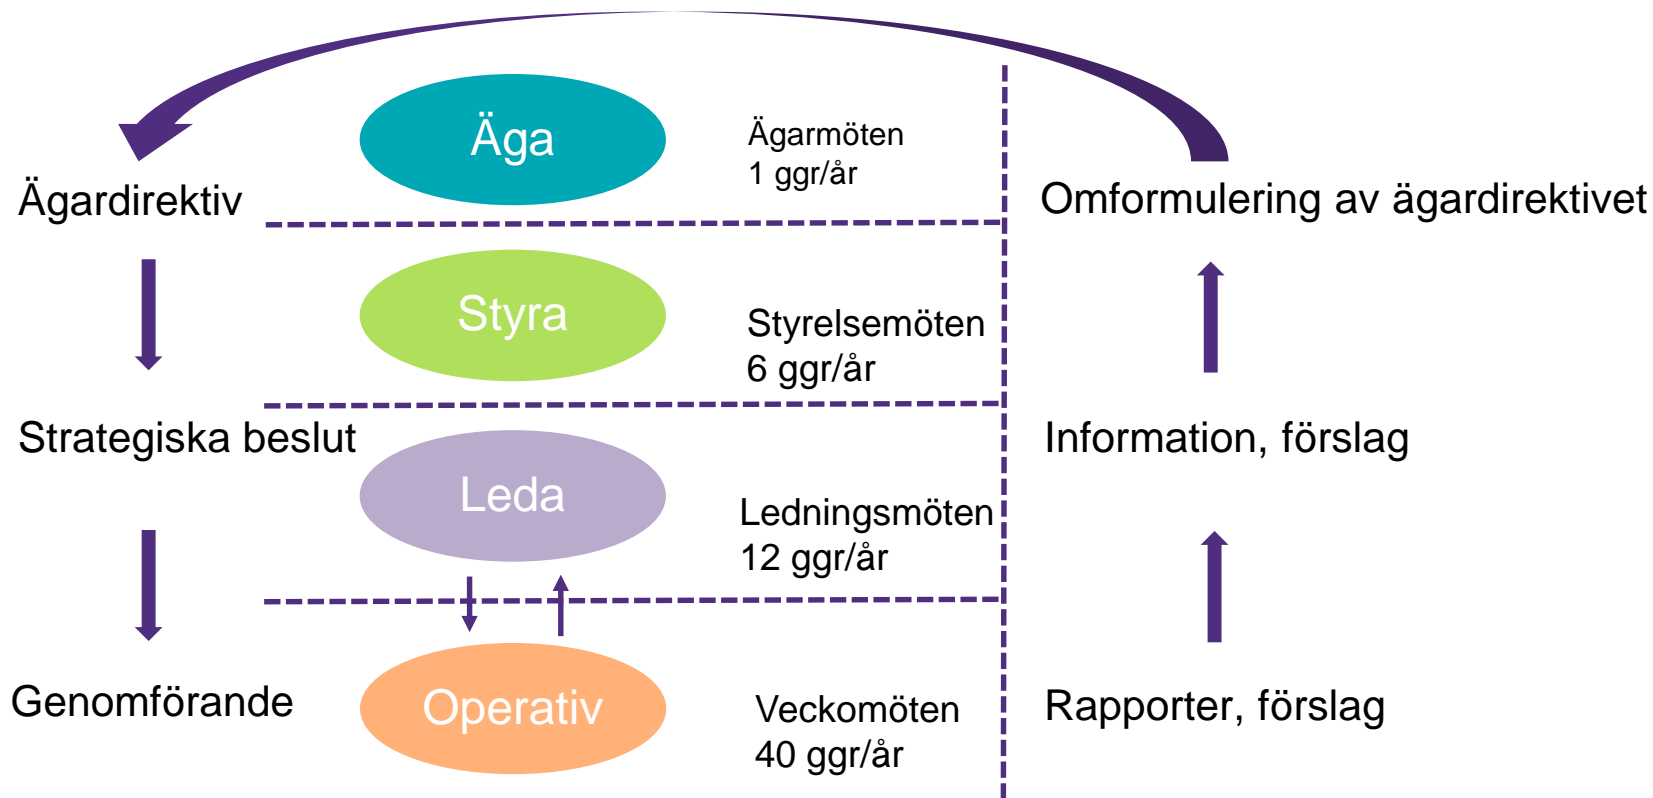 Äga
Ägarmöten
1 ggr/år
Ägardirektiv
Omformulering av ägardirektivet
Styra
Styrelsemöten
6 ggr/år
Strategiska beslut
Information, förslag
Leda
Ledningsmöten
12 ggr/år
Genomförande
Operativ
Veckomöten
40 ggr/år
Rapporter, förslag